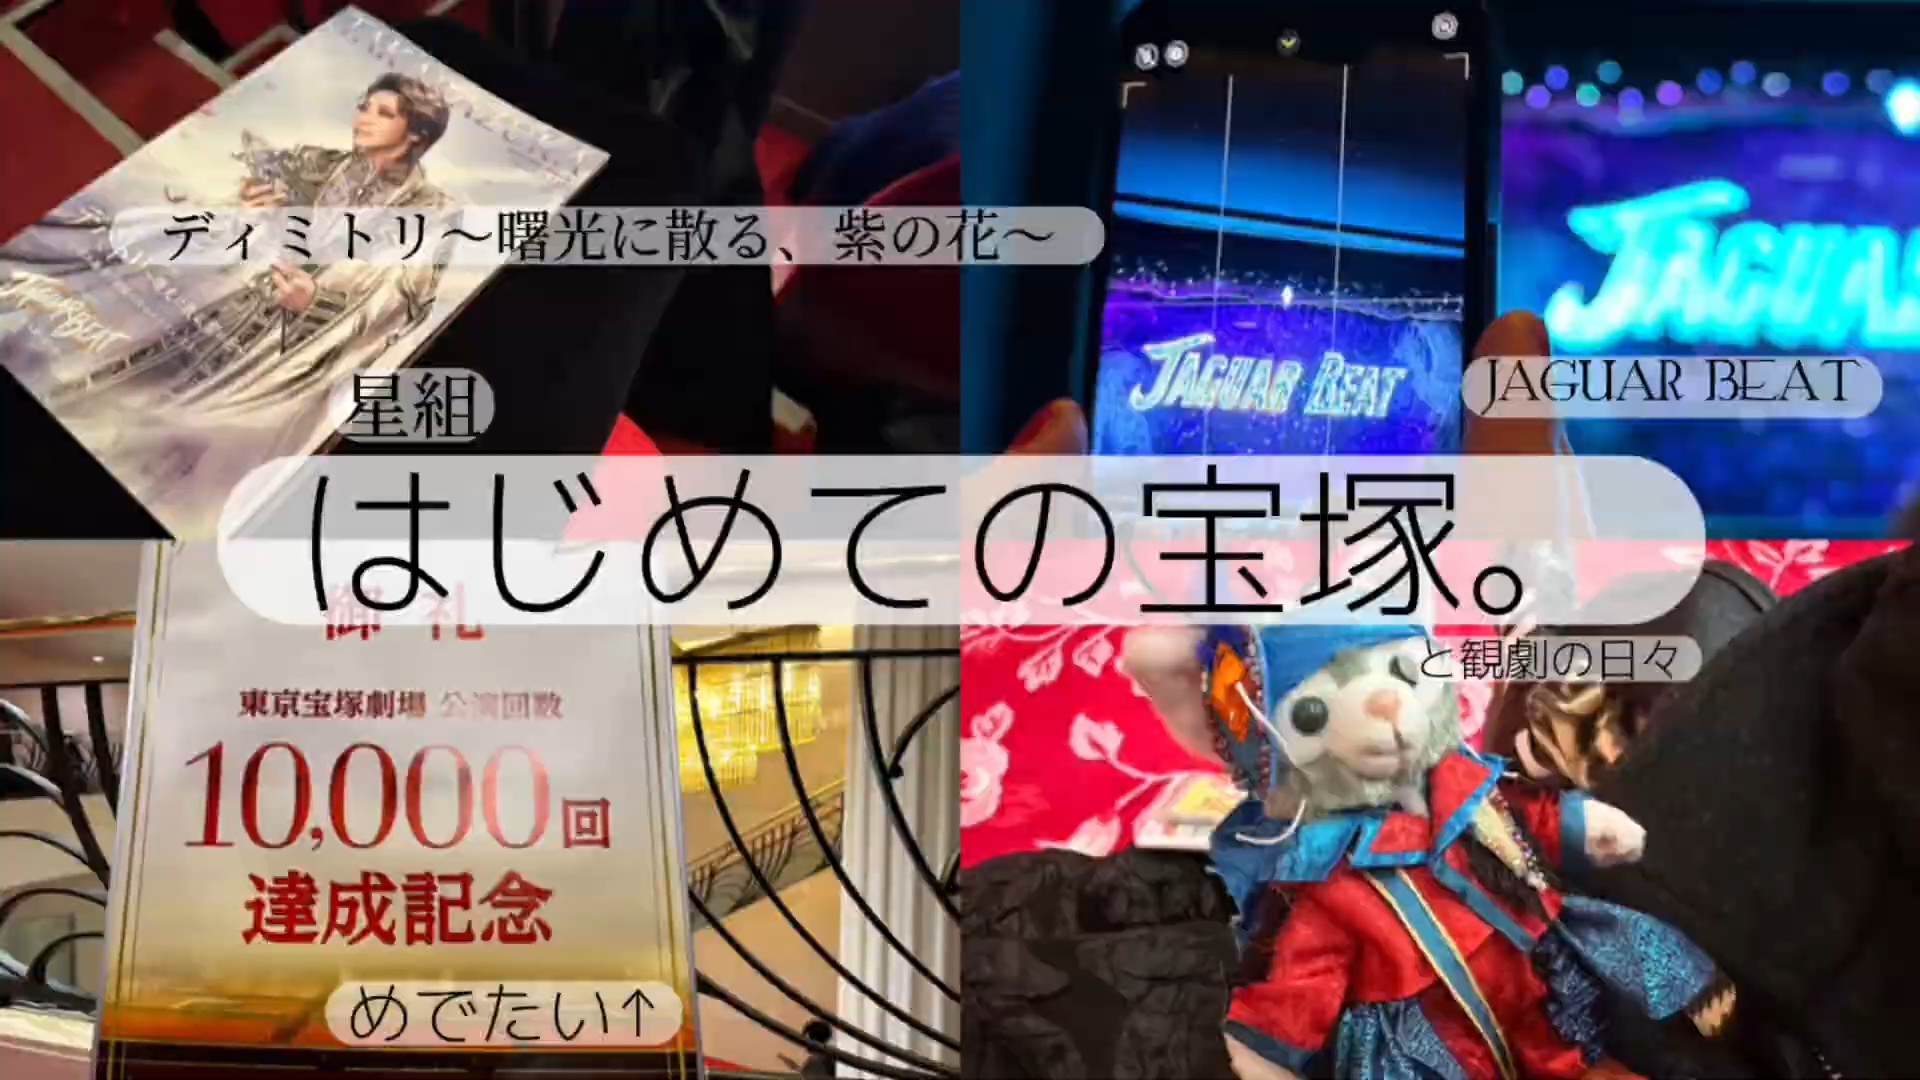 ディミトリ〜曙光に散る、紫の花〜
JAGUAR BEAT
星組
JAGUAR BEAT
JAGUA
JAGUAR BEAT
はじめての宝塚。
と観劇の日々
御礼
東京宝塚劇場 公演回数
10,000回
達成記念
めでたい↑